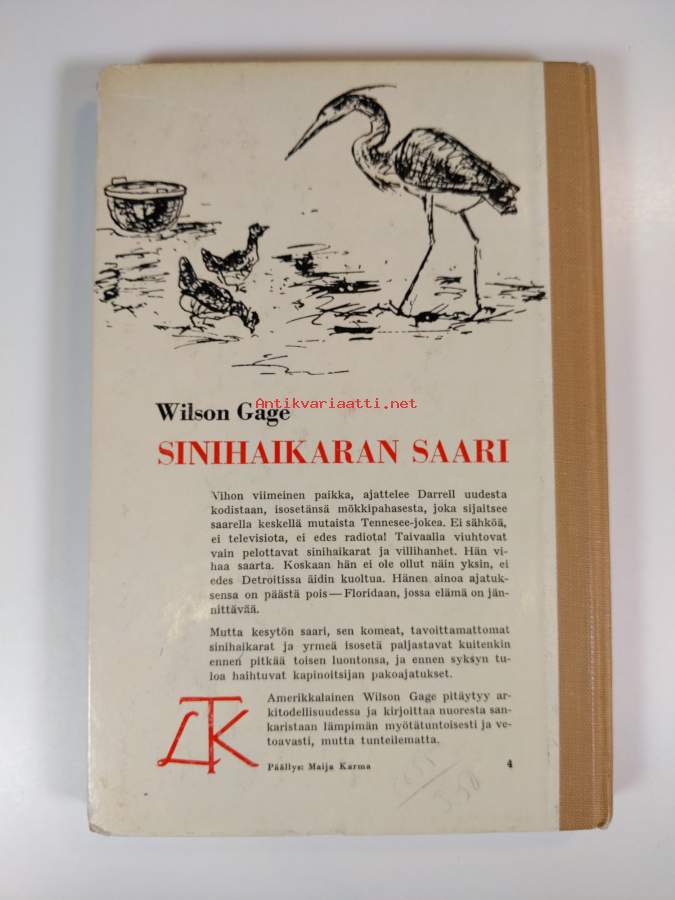 Antikvariaatti.net
Wilson Gage
SINIHAIKARAN SAARI
Vihon viimeinen paikka, ajattelee Darrell uudesta
kodistaan, isosetänsä mökkipahasesta, joka sijaitsee
saarella keskellä mutaista Tennesee-jokea. Ei sähköä,
ei televisiota, ei edes radiota! Taivaalla viuhtovat
vain pelottavat sinihaikarat ja villihanhet. Hän vi-
haa saarta. Koskaan hän ei ole ollut näin yksin, ei
edes Detroitissa äidin kuoltua. Hänen ainoa ajatuk-
sensa on päästä pois — Floridaan, jossa elämä on jän-
nittävää.
Mutta kesytön saari, sen komeat, tavoittamattomat
sinihaikarat ja yrmeä isosetä paljastavat kuitenkin
ennen pitkää toisen luontonsa, ja ennen syksyn tu-
loa haihtuvat kapinoitsijan pakoajatukset.
Amerikkalainen Wilson Gage pitäytyy ar-
kitodellisuudessa ja kirjoittaa nuoresta san-
karistaan lämpimän myötätuntoisesti ja ve-
toavasti, mutta tunteilematta.
LTK
Päällys: Maija Karma 4